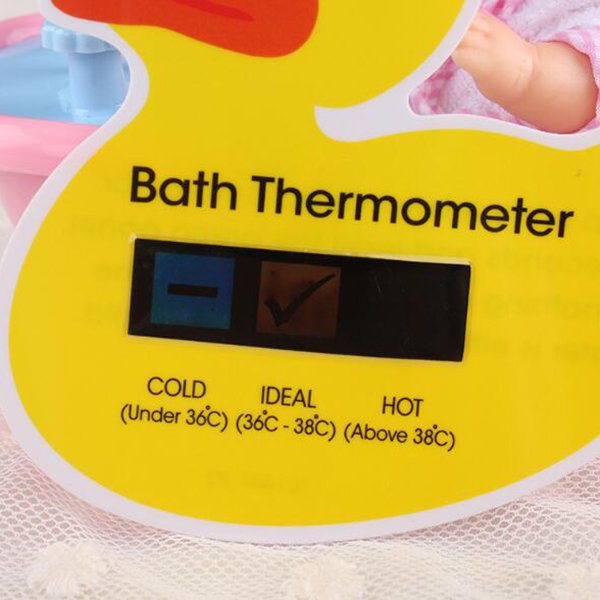 Bath Thermometer
COLD IDEAL HOT
(Under 36°C) (36°C - 38°C) (Above 38°C)